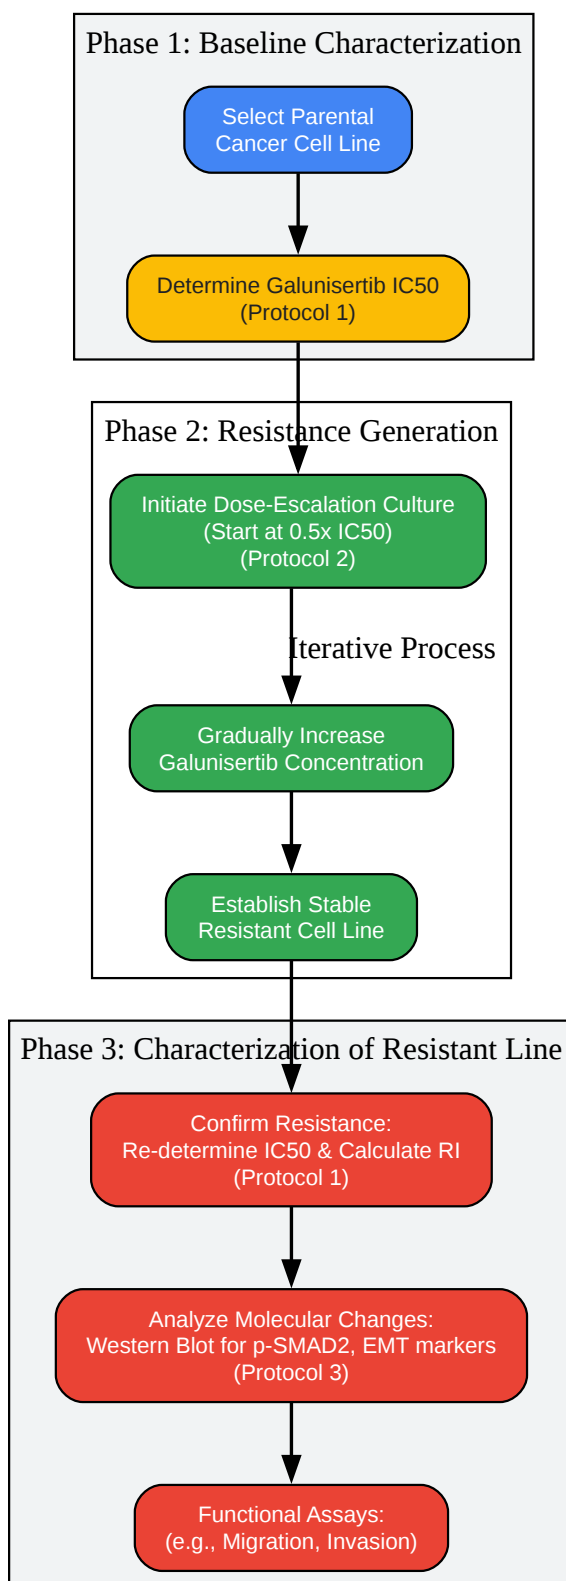 Phase 1: Baseline Characterization
Select Parental
Cancer Cell Line
Determine Galunisertib IC50
(Protocol 1)
Phase 2: Resistance Generation
Initiate Dose-Escalation Culture
(Start at 0.5x IC50)
(Protocol 2)
Iterative Process
Gradually Increase
Galunisertib Concentration
Establish Stable
Resistant Cell Line
Phase 3: Characterization of Resistant Line
Confirm Resistance:
Re-determine IC50 & Calculate RI
(Protocol 1)
Analyze Molecular Changes:
Western Blot for p-SMAD2, EMT markers
(Protocol 3)
Functional Assays:
(e.g., Migration, Invasion)